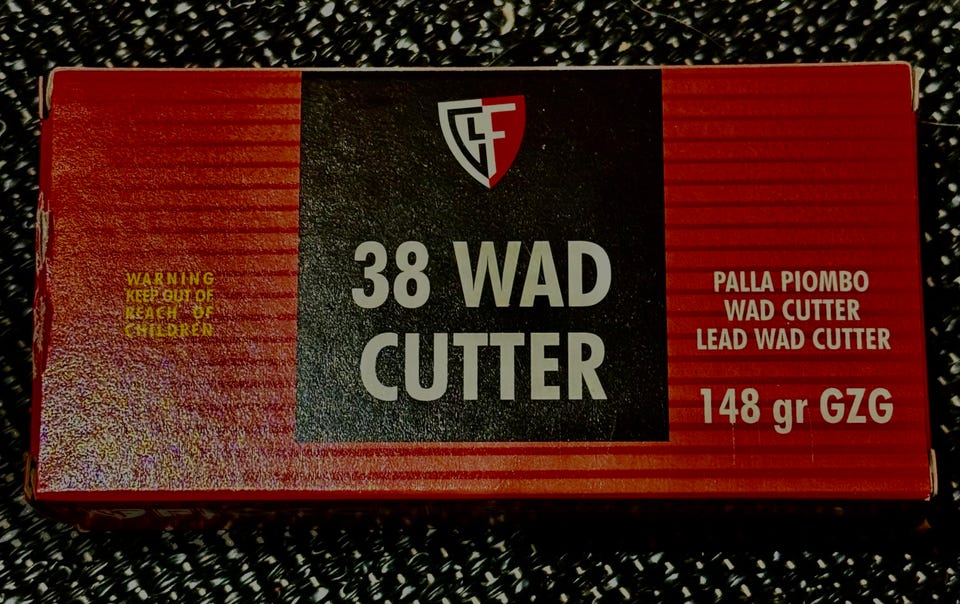 WARNING
KEEP OUT OF
REACH OF
CHILDREN
38 WAD
CUTTER
PALLA PIOMBO
WAD CUTTER
LEAD WAD CUTTER
148 gr GZG